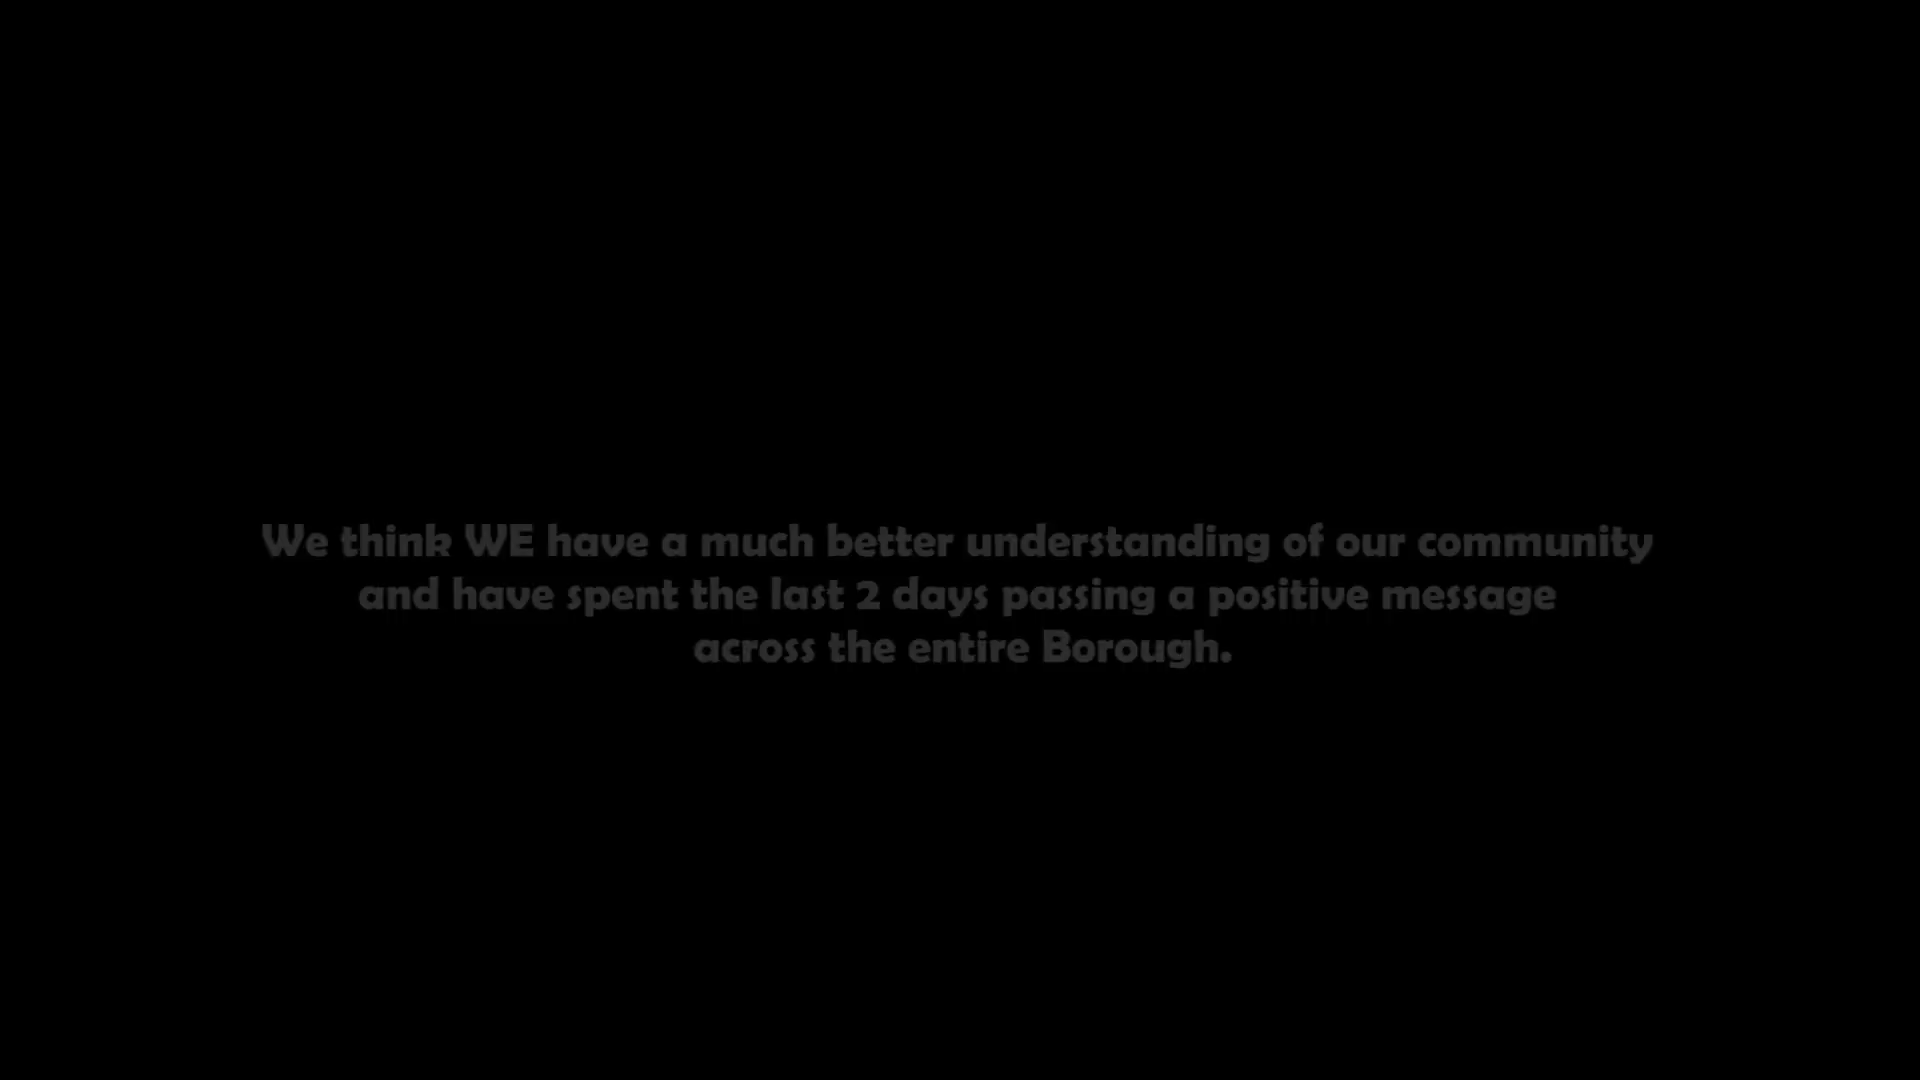 We think WE have a much better understanding of our community
and have spent the last 2 days passing a positive message
across the entire Borough.